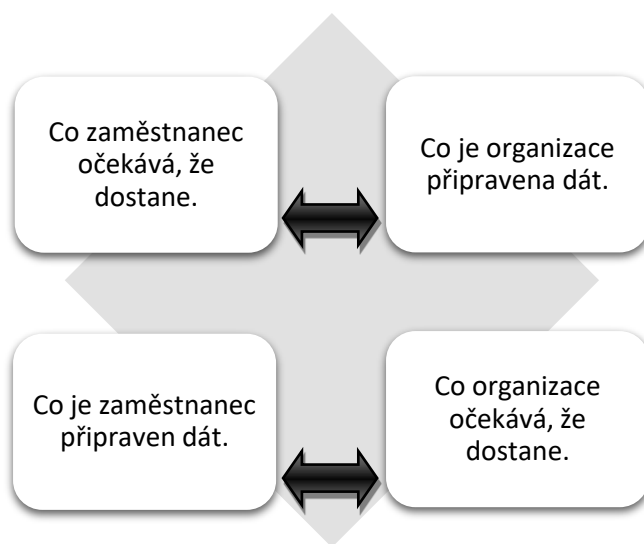 Co zaměstnanec
očekává, že
dostane.
Co je organizace
připravena dát.
Co je zaměstnanec
připraven dát.
Co organizace
očekává, že
dostane.